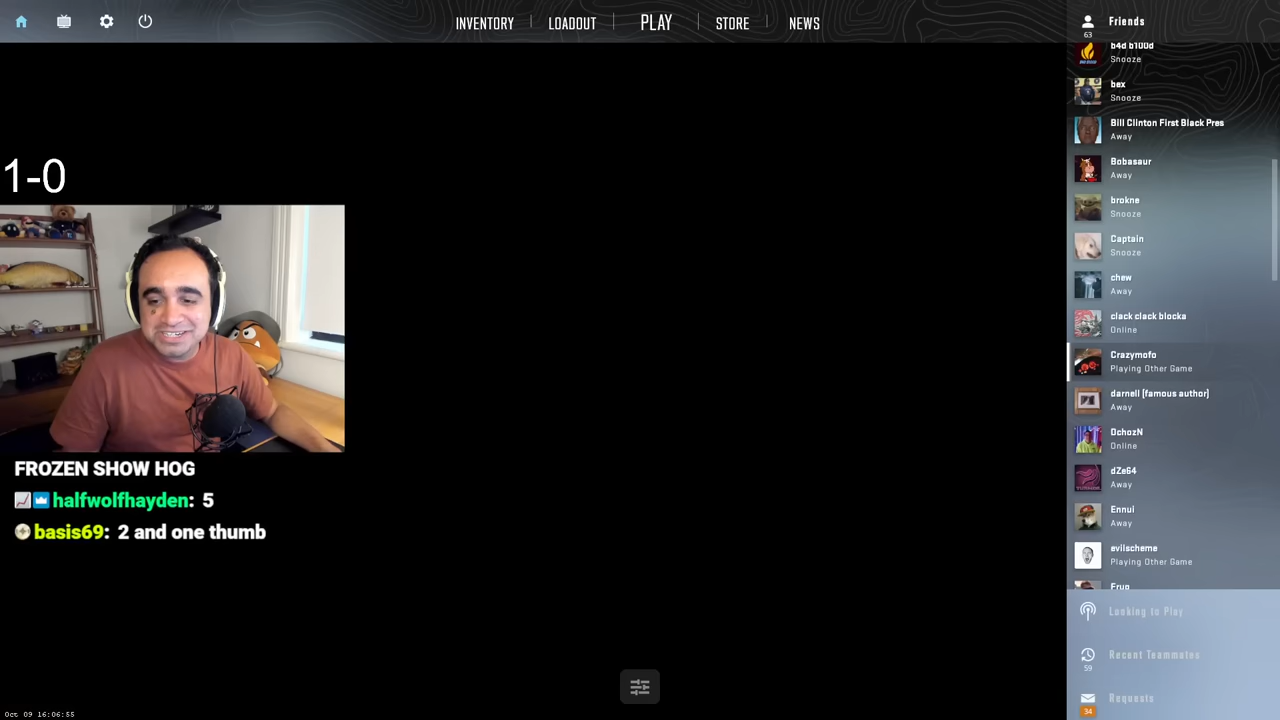 INVENTORY
LOADOUT
PLAY
STORE
NEWS
Friends
63
b4d b100d
Snooze
bex
Snooze
Bill Clinton First Black Pres
Away
Bobasaur
Away
brokne
Snooze
Captain
Snooze
chew
Away
clack clack blocka
Online
Crazymofo
Playing Other Game
darnell (famous author)
Away
OchozN
Online
dZe64
Away
Ennui
Away
evilscheme
Playing Other Game
Frup
Looking to Play
Recent Teammates
59
Requests
34
1-0
FROZEN SHOW HOG
halfwolfhayden: 5
basis69: 2 and one thumb
Oct 09 16:06:55